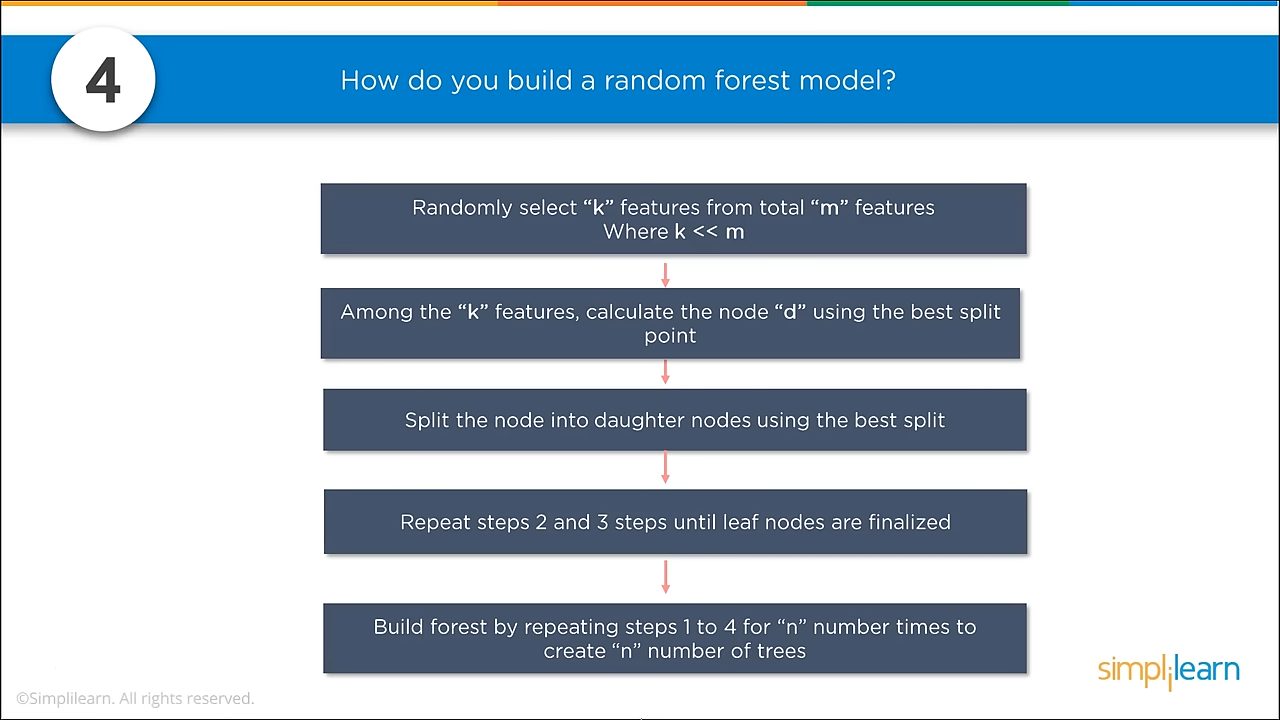 4
How do you build a random forest model?
Randomly select “k” features from total “m” features
Where k << m
Among the “k” features, calculate the node “d” using the best split
point
Split the node into daughter nodes using the best split
Repeat steps 2 and 3 steps until leaf nodes are finalized
Build forest by repeating steps 1 to 4 for “n” number times to
create “n” number of trees
simplilearn
©Simplilearn. All rights reserved.